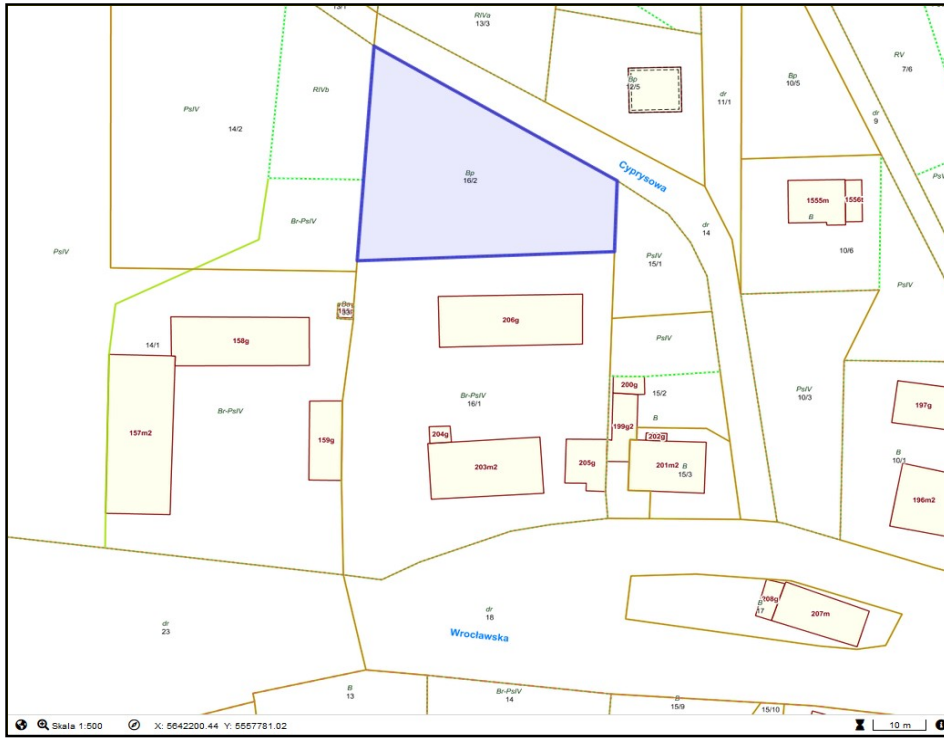 13/1
RIVa
13/3
RV
7/6
Bp
12/5
Bp
10/5
dr
11/1
dr
9
PsIV
14/2
RIVb
Bp
16/2
Cyprysowa
1555m
B
10/6
Br-PsIV
PsIV
PsIV
15/1
dr
14
PsIV
206g
14/1
158g
PsIV
200g
15/2
B
PsIV
10/3
197g
Br-PsIV
157m2
159g
Br-PsIV
16/1
204g
203m2
205g
199g2
202g
201m2
B
15/3
B
10/1
196m2
dr
23
dr
18
Wrocławska
208g
B
17
207m
B
13
Br-PsIV
14
B
15/9
15/10
Skala 1:500
X: 5642200.44 Y: 5557781.02
10 m